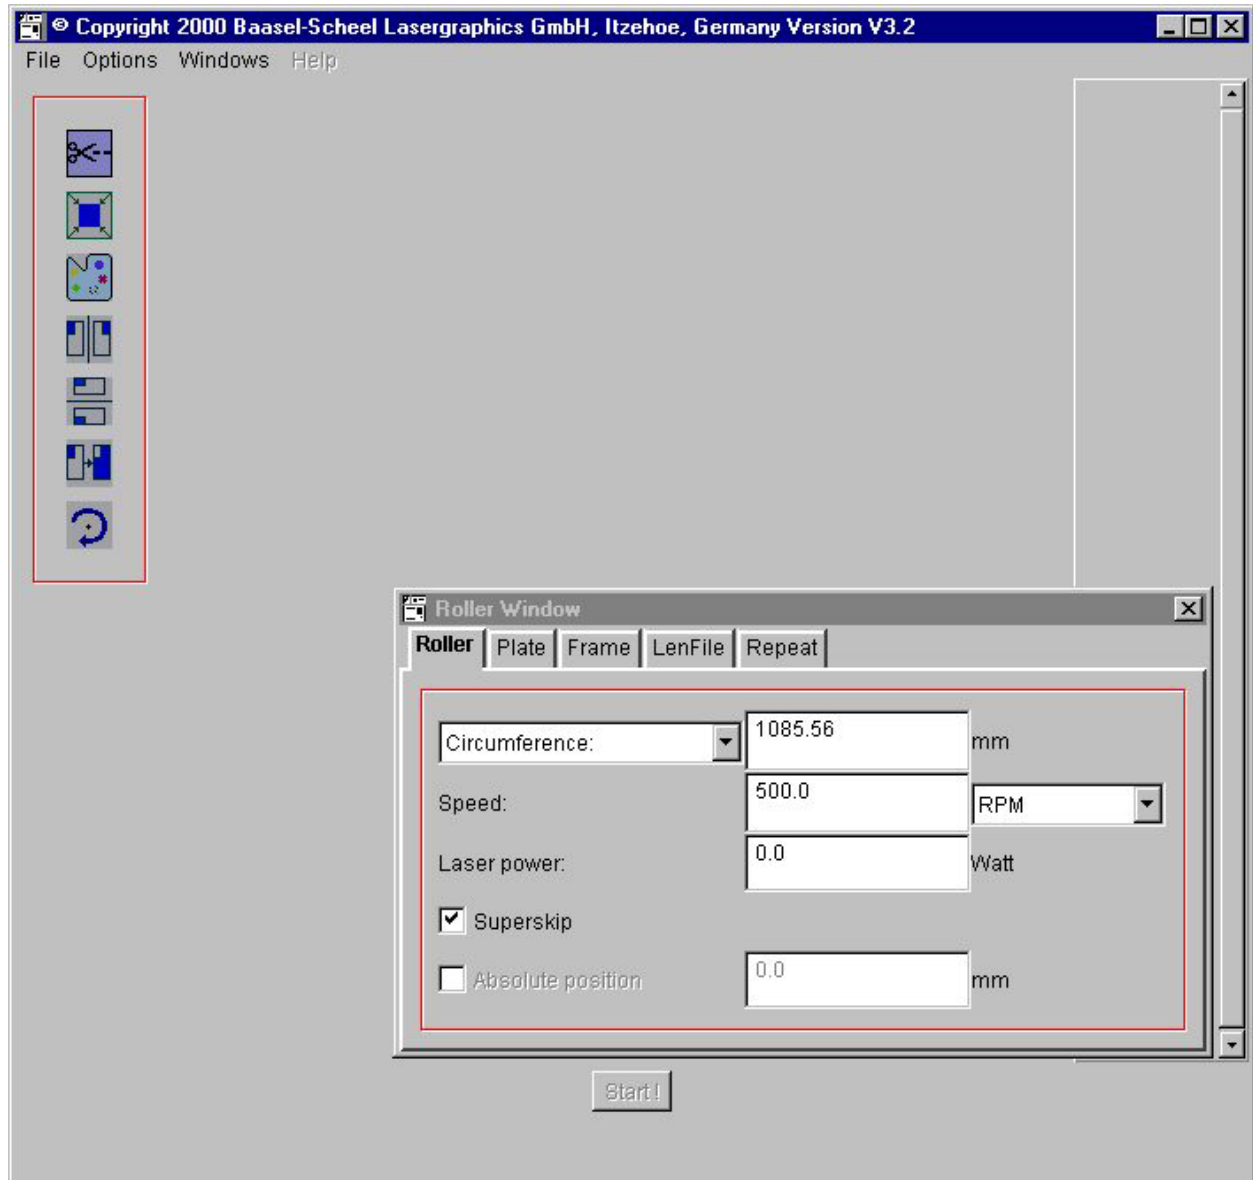 © Copyright 2000 Baasel-Scheel Lasergraphics GmbH, Itzehoe, Germany Version V3.2
File Options Windows Help
Roller Window
Roller Plate Frame LenFile Repeat
Circumference: 1085.56 mm
Speed: 500.0 RPM
Laser power: 0.0 Watt
Superskip
Absolute position 0.0 mm
Start!